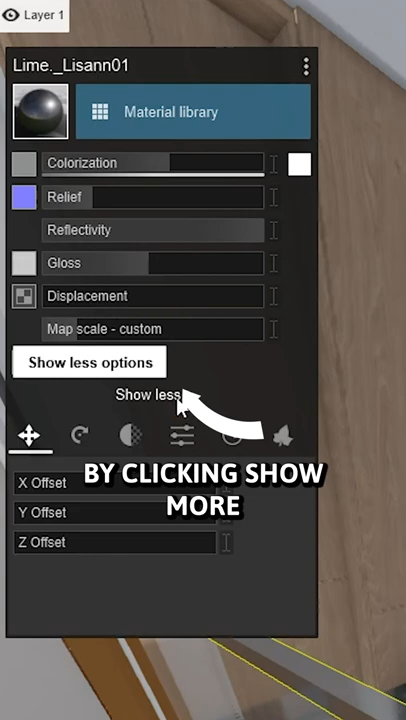 Layer 1
Lime._Lisann01
Material library
Colorization
Relief
Reflectivity
Gloss
Displacement
Map scale - custom
Show less options
Show less
BY CLICKING SHOW
MORE
X Offset
Y Offset
Z Offset